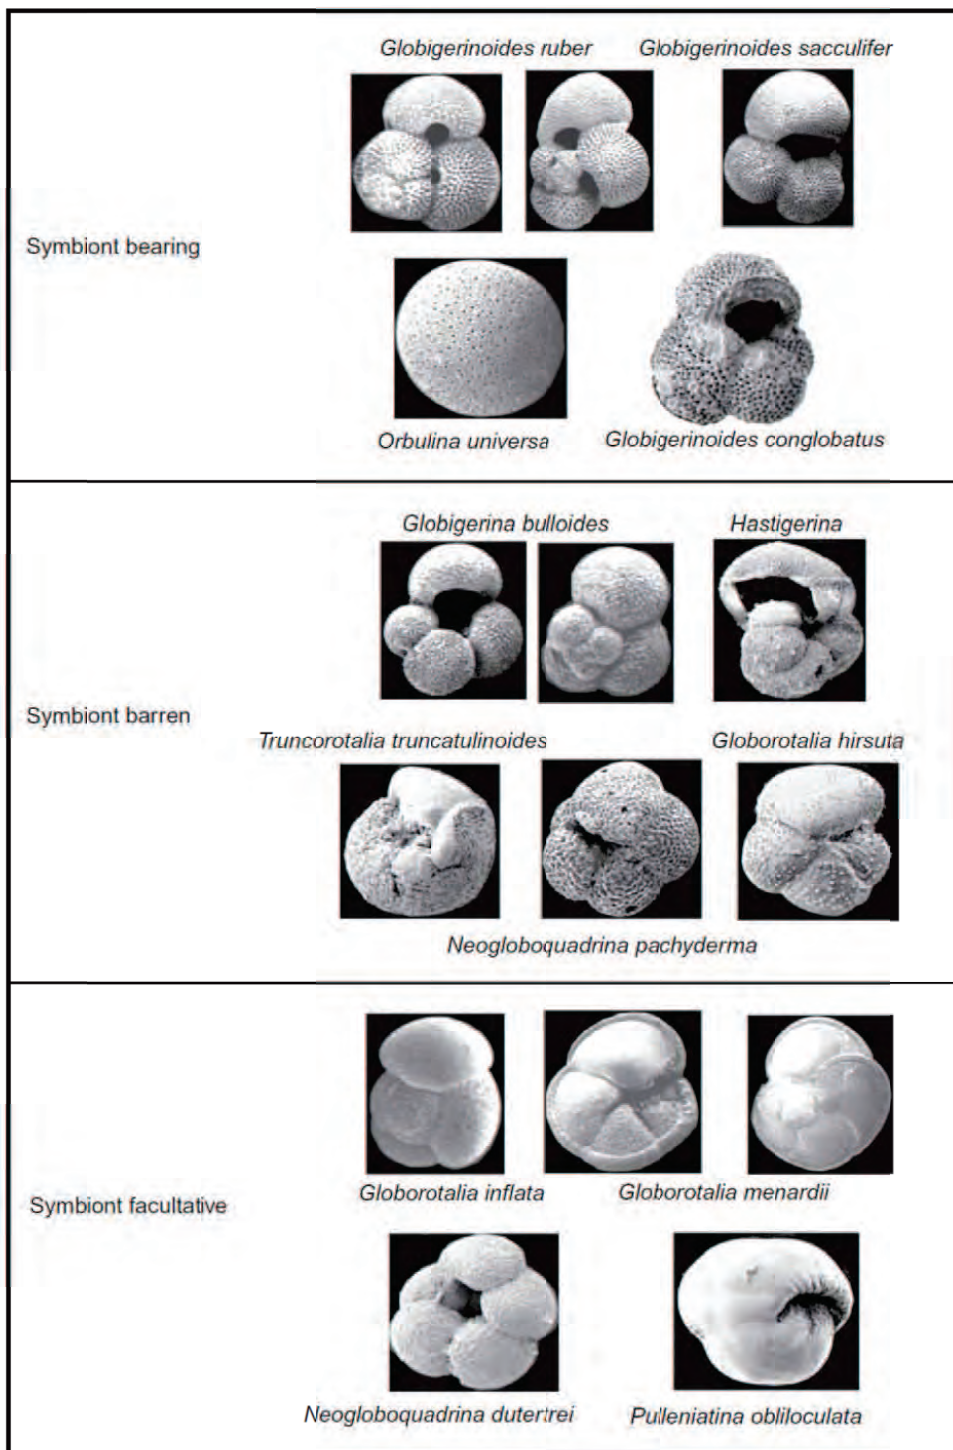 Globigerinoides ruber
Globigerinoides sacculifer
Symbiont bearing
Orbulina universa
Globigerinoides conglobatus
Globigerina bulloides
Hastigerina
Symbiont barren
Truncorotalia truncatulinoides
Globorotalia hirsuta
Neogloboquadrina pachyderma
Globorotalia inflata
Globorotalia menardii
Symbiont facultative
Neogloboquadrina dutertrei
Pulleniatina obliloculata